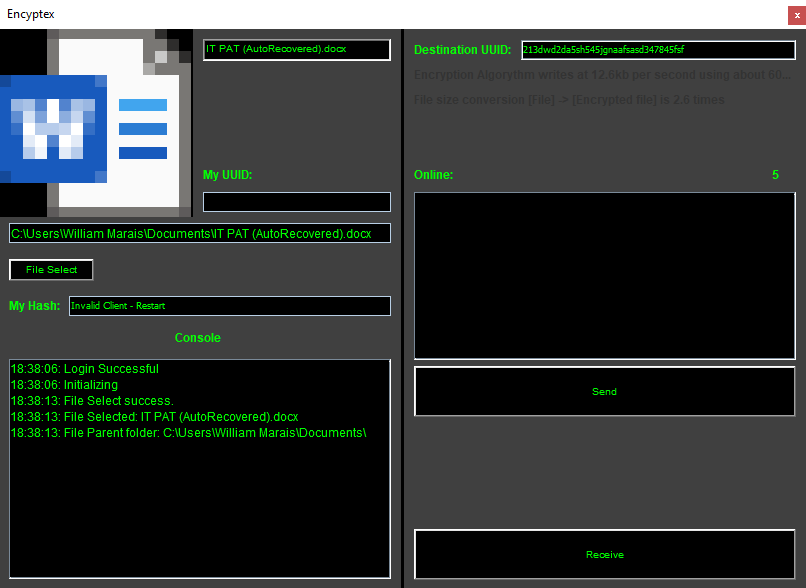 Encyptex
x
IT PAT (AutoRecovered).docx
W
My UUID:
C:\Users\William Marais\Documents\IT PAT (AutoRecovered).docx
File Select
My Hash: Invalid Client - Restart
Console
18:38:06: Login Successful
18:38:06: Initializing
18:38:13: File Select success.
18:38:13: File Selected: IT PAT (AutoRecovered).docx
18:38:13: File Parent folder: C:\Users\William Marais\Documents\
Destination UUID: 213dwd2da5sh545jgnaafsasd347845fsf
Encryption Algorythm writes at 12.6kb per second using about 60...
File size conversion [File] -> [Encrypted file] is 2.6 times
Online: 5
Send
Receive